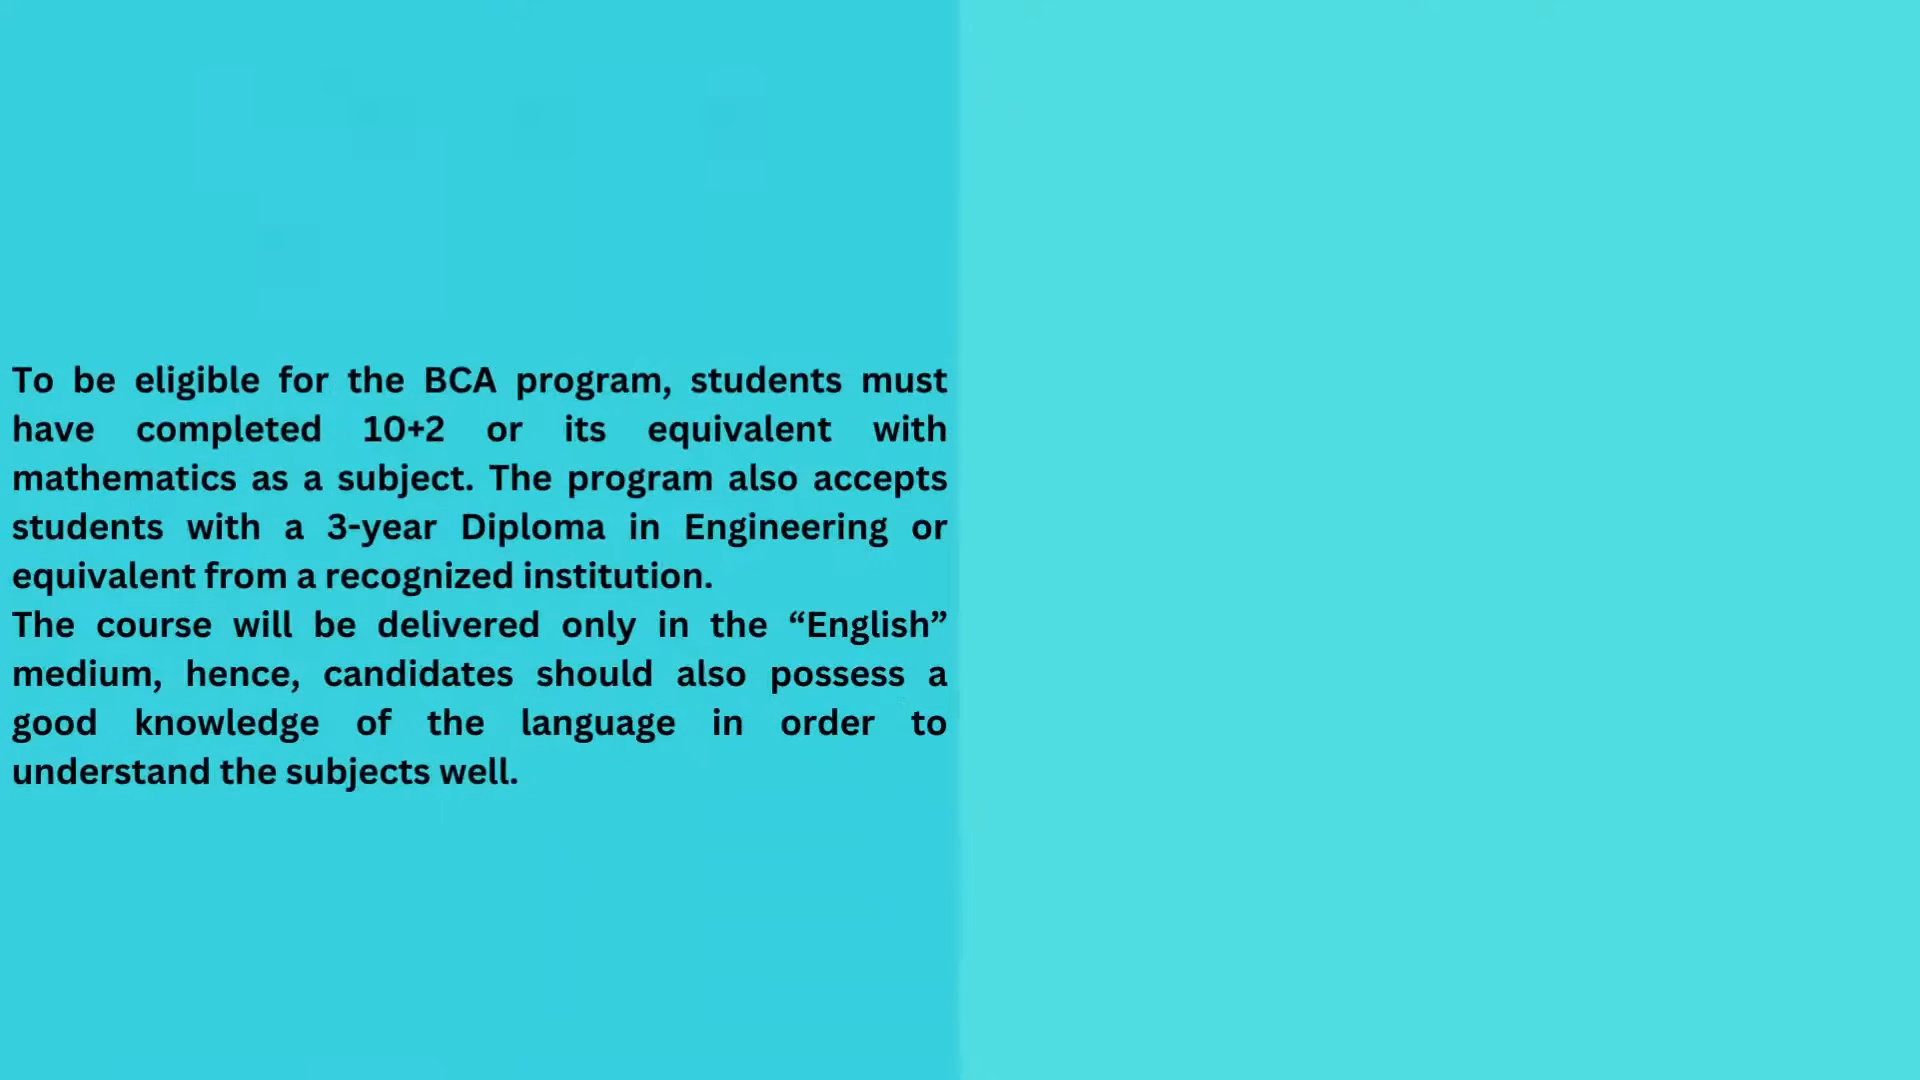 To be eligible for the BCA program, students must
have completed 10+2 or its equivalent with
mathematics as a subject. The program also accepts
students with a 3-year Diploma in Engineering or
equivalent from a recognized institution.
The course will be delivered only in the “English”
medium, hence, candidates should also possess a
good knowledge of the language in order to
understand the subjects well.